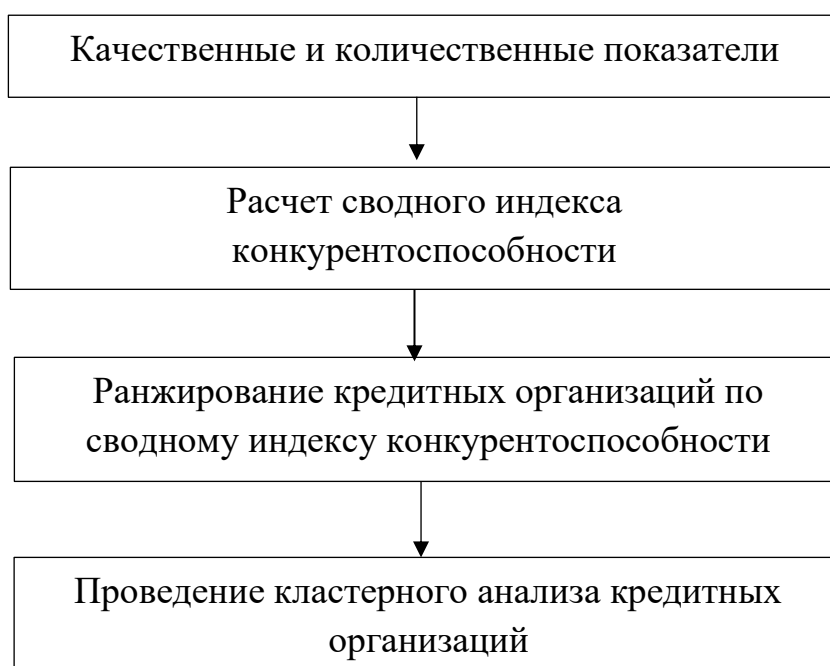 Качественные и количественные показатели
Расчет сводного индекса
конкурентоспособности
Ранжирование кредитных организаций по
сводному индексу конкурентоспособности
Проведение кластерного анализа кредитных
организаций